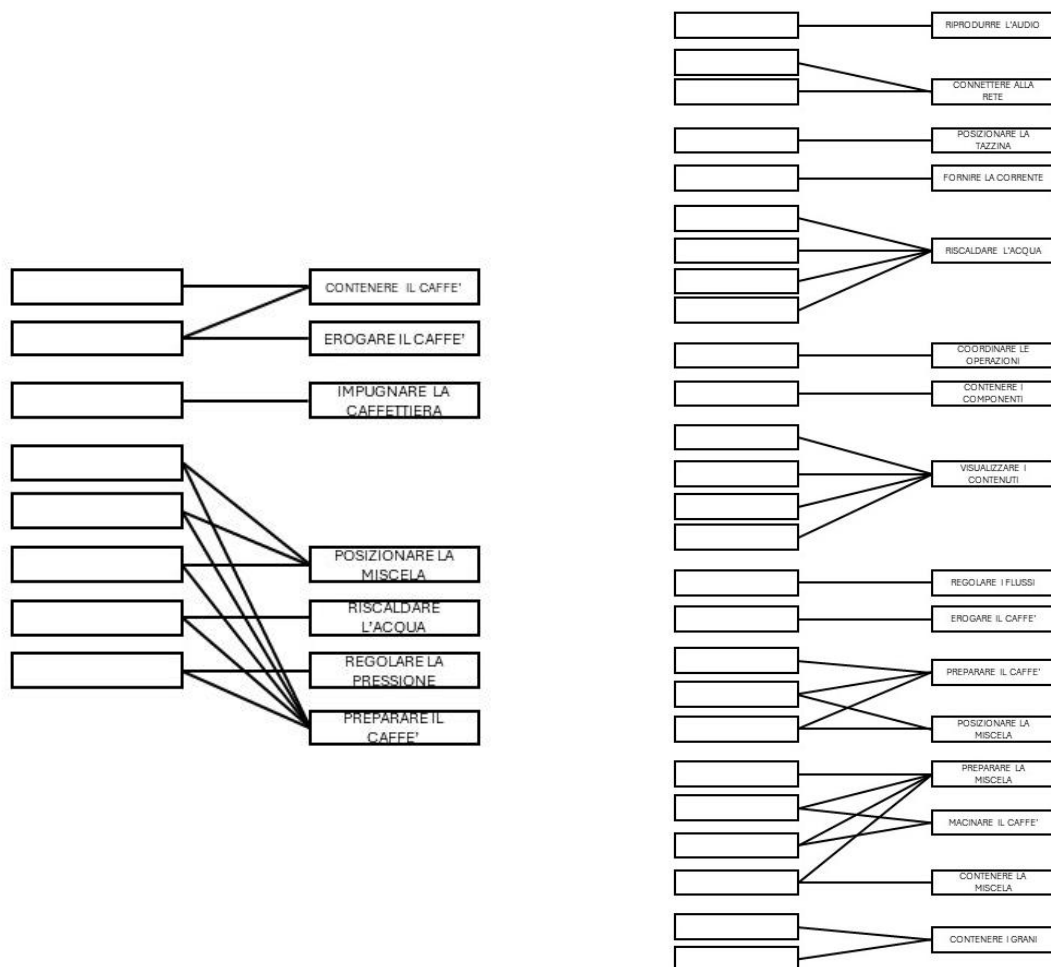 CONTENERE IL CAFFE'
EROGARE IL CAFFE'
IMPUGNARE LA
CAFFETTIERA
POSIZIONARE LA
MISCELA
RISCALDARE
L'ACQUA
REGOLARE LA
PRESSIONE
PREPARARE IL
CAFFE'
RIPRODURRE L'AUDIO
CONNETTERE ALLA
RETE
POSIZIONARE LA
TAZZINA
FORNIRE LA CORRENTE
RISCALDARE L'ACQUA
COORDINARE LE
OPERAZIONI
CONTENERE I
COMPONENTI
VISUALIZZARE I
CONTENUTI
REGOLARE I FLUSSI
EROGARE IL CAFFE'
PREPARARE IL CAFFE'
POSIZIONARE LA
MISCELA
PREPARARE LA
MISCELA
MACINARE IL CAFFE'
CONTENERE LA
MISCELA
CONTENERE I GRANI